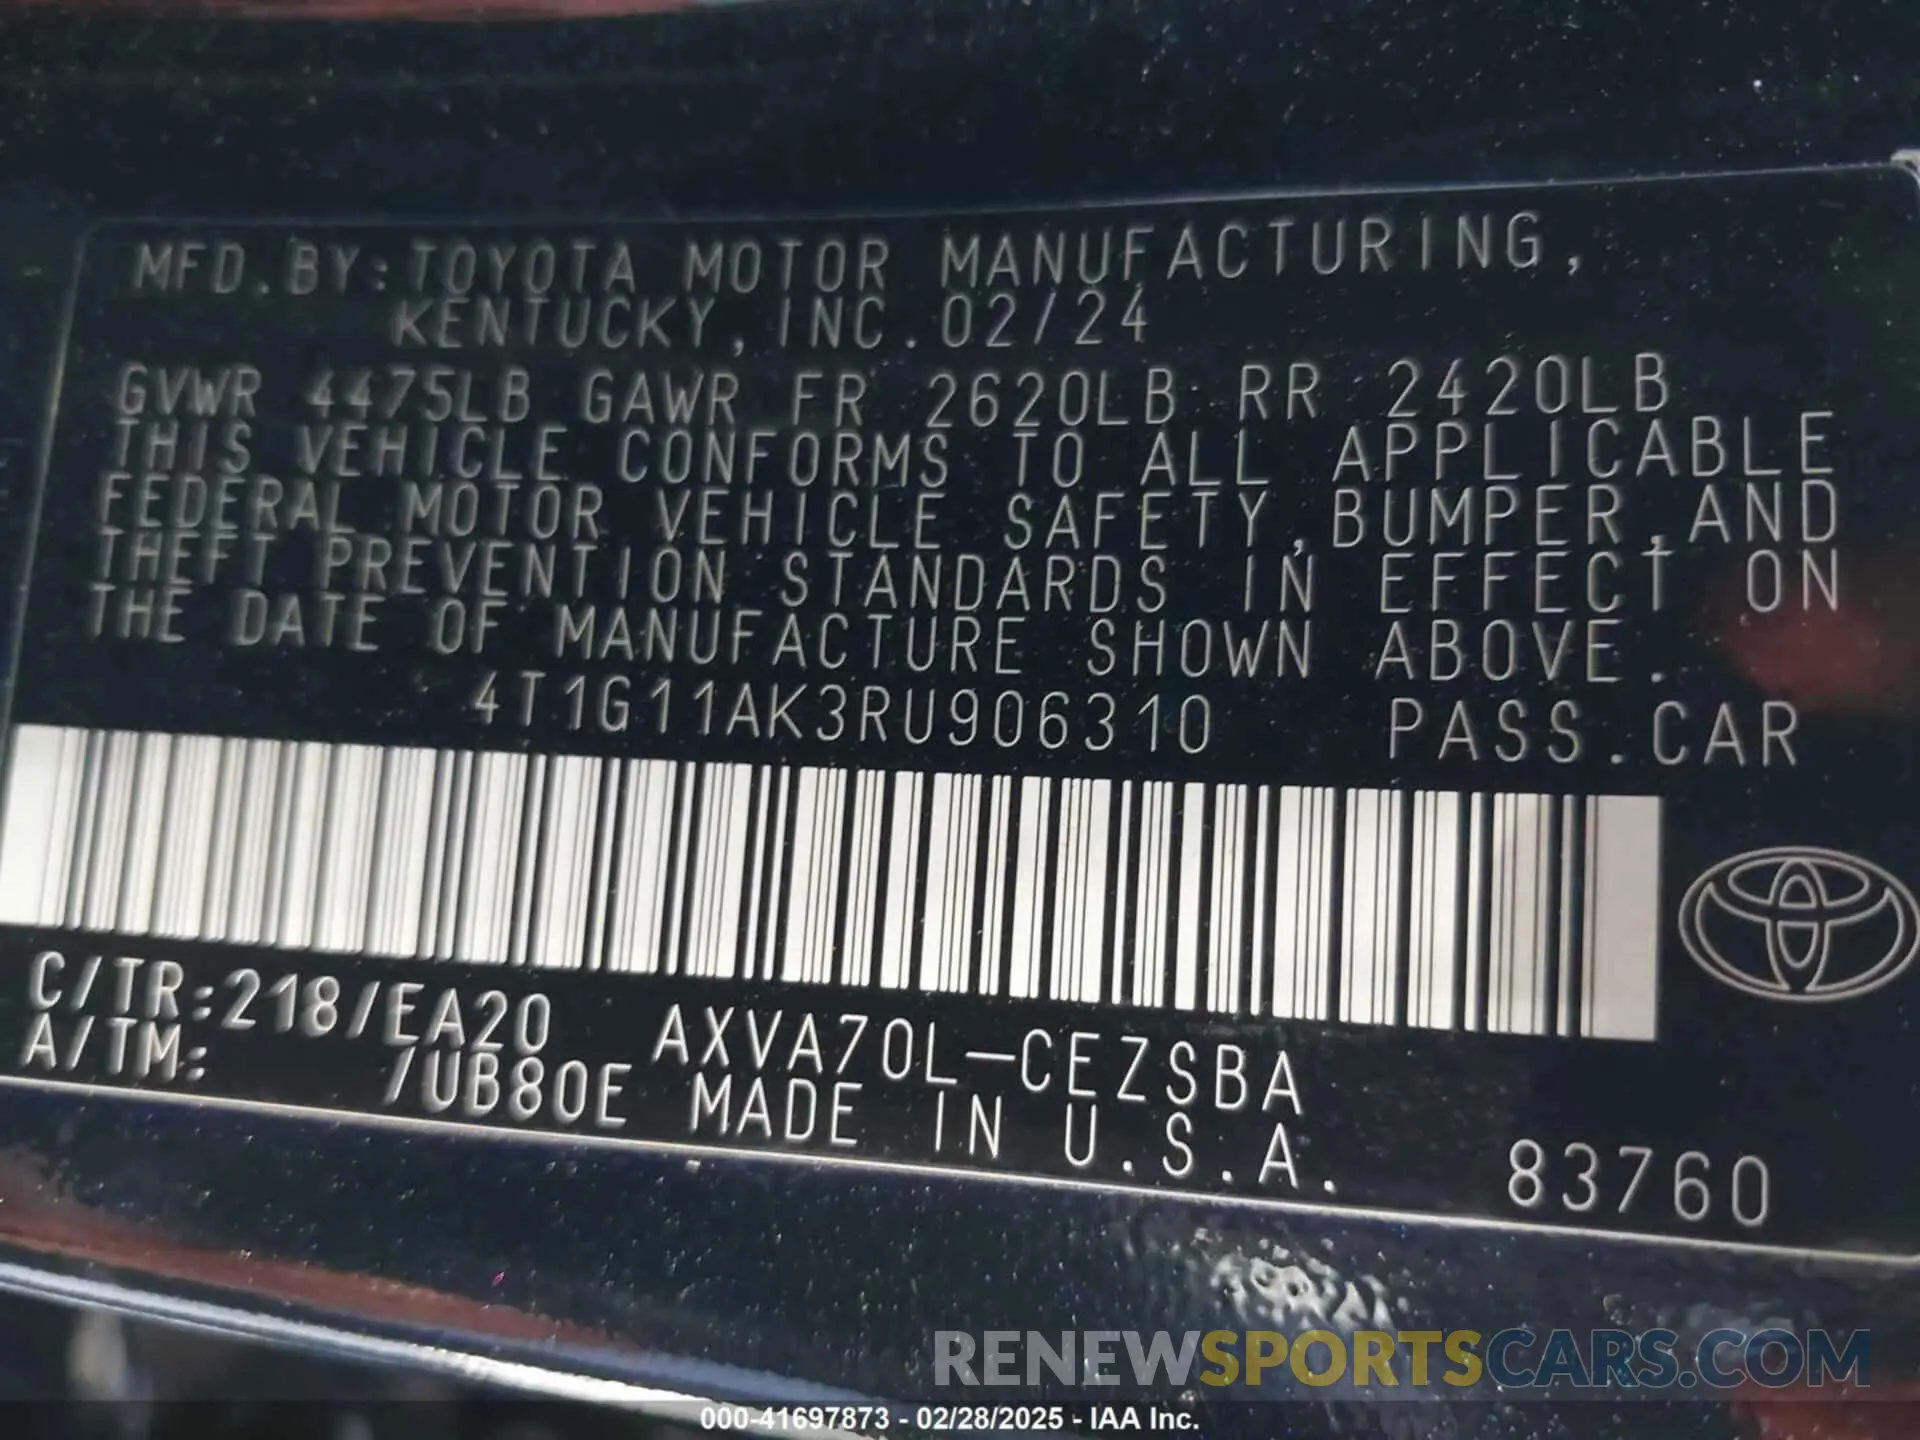 MFD. BY: TOYOTA MOTOR MANUFACTURING,
KENTUCKY, INC. 02/24
GVWR 4475LB GAWR FR 2620LB RR 2420LB
THIS VEHICLE CONFORMS TO ALL APPLICABLE
FEDERAL MOTOR VEHICLE SAFETY, BUMPER, AND
THEFT PREVENTION STANDARDS IN EFFECT ON
THE DATE OF MANUFACTURE SHOWN ABOVE.
4T1G11AK3RU906310 PASS. CAR
C/TR: 218/EA20 AXVA70L-CEZSBA
A/TM: /UB80E MADE IN U.S.A.
83760
RENEWSPORTSCARS.COM
000-41697873 - 02/28/2025 - IAA Inc.